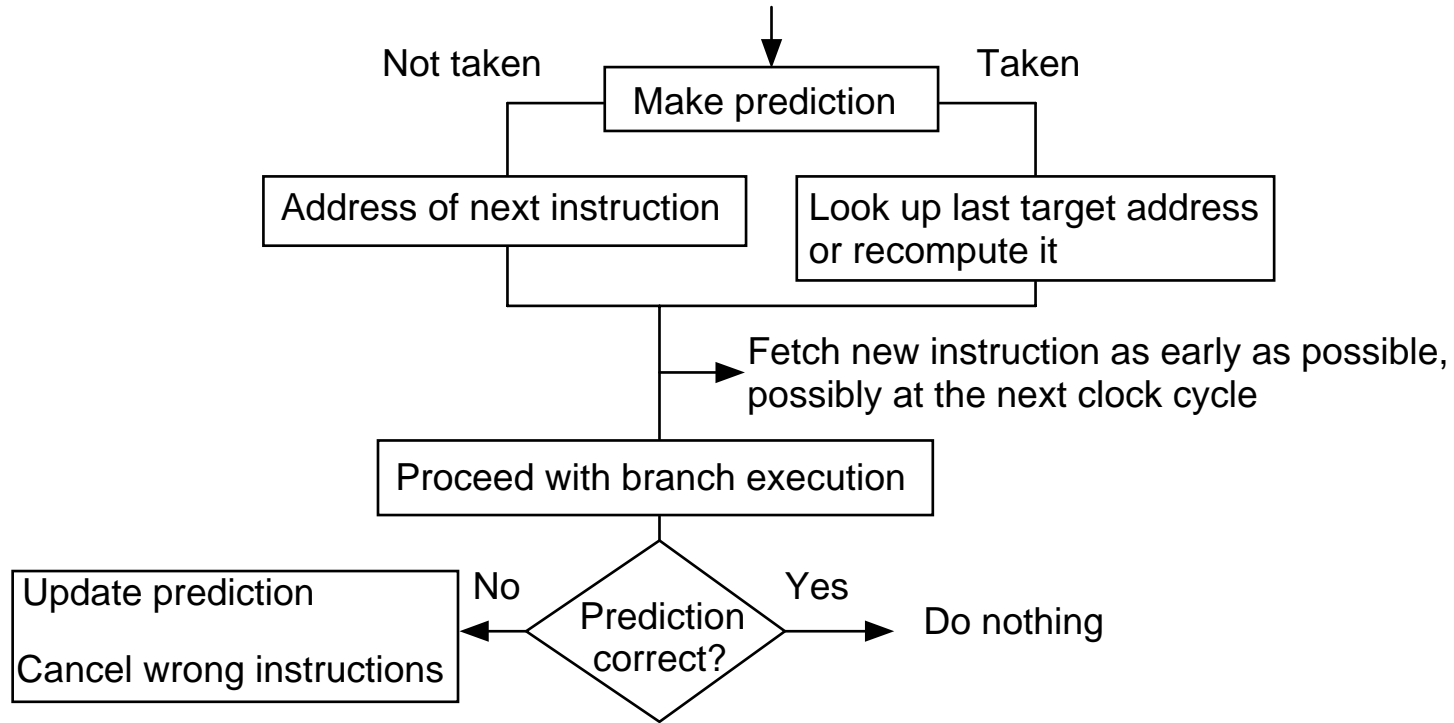 Not taken
Taken
Make prediction
Address of next instruction
Look up last target address
or recompute it
Fetch new instruction as early as possible,
possibly at the next clock cycle
Proceed with branch execution
No
Yes
Update prediction
Cancel wrong instructions
Prediction
correct?
Do nothing